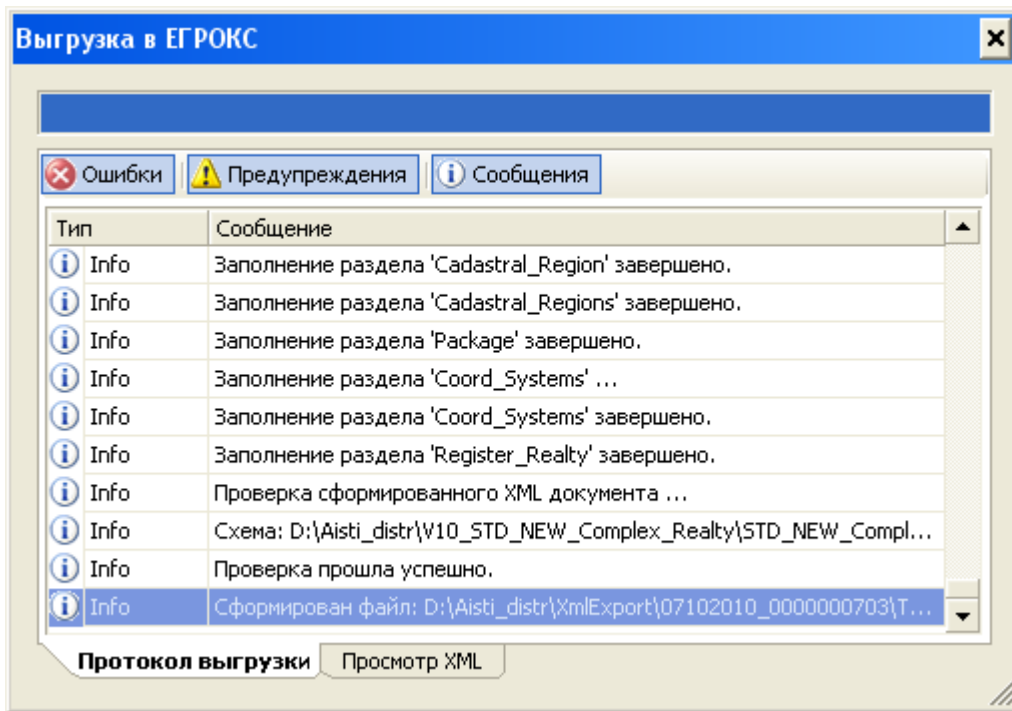 Выгрузка в ЕГРОКС
Ошибки Предупреждения Сообщения
Тип Сообщение
Info Заполнение раздела 'Cadastral_Region' завершено.
Info Заполнение раздела 'Cadastral_Regions' завершено.
Info Заполнение раздела 'Package' завершено.
Info Заполнение раздела 'Coord_Systems' ...
Info Заполнение раздела 'Coord_Systems' завершено.
Info Заполнение раздела 'Register_Realty' завершено.
Info Проверка сформированного XML документа ...
Info Схема: D:\Aisti_distr\V10_STD_NEW_Complex_Realty\STD_NEW_Compl...
Info Проверка прошла успешно.
Info Сформирован файл: D:\Aisti_distr\XmlExport\07102010_0000000703\T...
Протокол выгрузки Просмотр XML